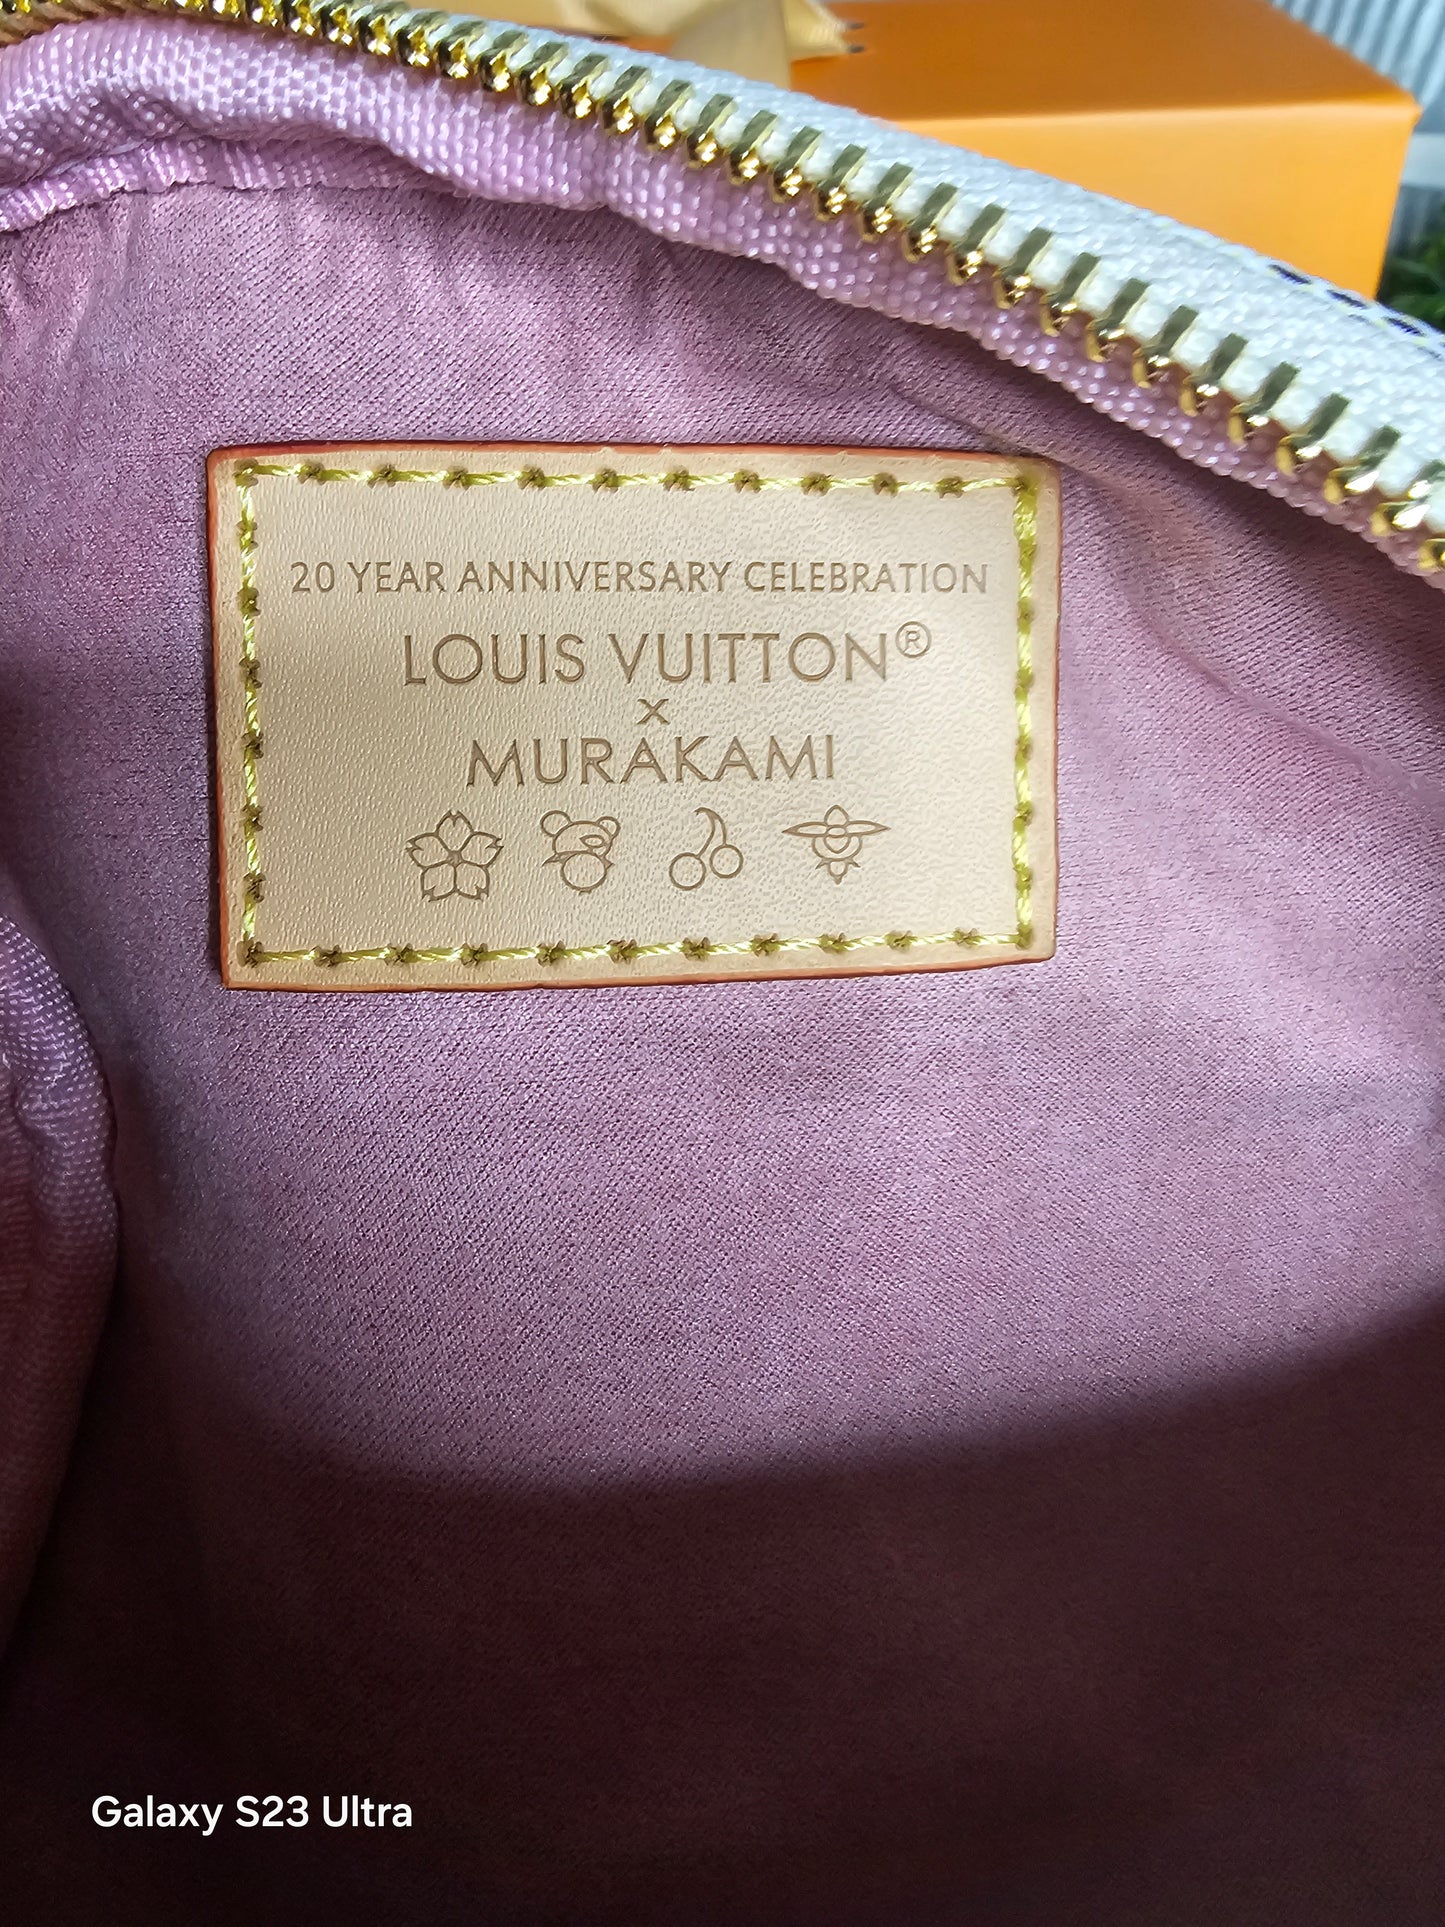 20 YEAR ANNIVERSARY CELEBRATION
LOUIS VUITTON®
x
MURAKAMI
Galaxy S23 Ultra